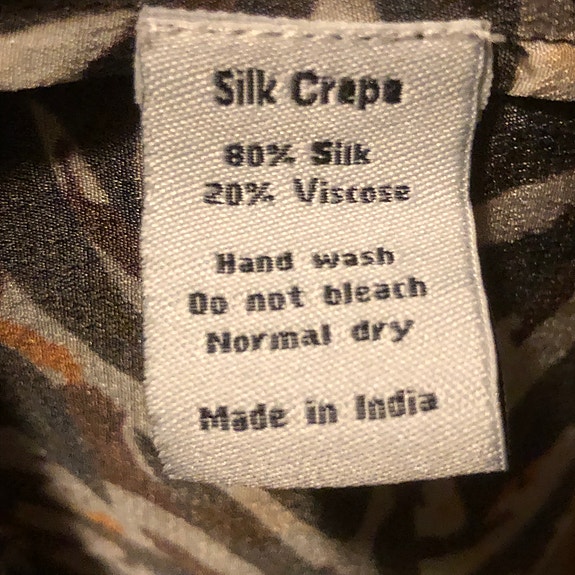 Silk Crepe
80% Silk
20% Viscose
Hand wash
Do not bleach
Normal dry
Made in India